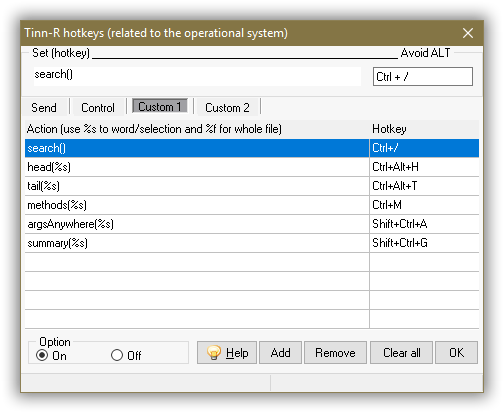 Tinn-R hotkeys (related to the operational system)
Set (hotkey) Avoid ALT
search() Ctrl + /
Send Control Custom 1 Custom 2
Action (use %s to word/selection and %f for whole file) Hotkey
search() Ctrl+/
head(%s) Ctrl+Alt+H
tail(%s) Ctrl+Alt+T
methods(%s) Ctrl+M
argsAnywhere(%s) Shift+Ctrl+A
summary(%s) Shift+Ctrl+G
Option
On Off Help Add Remove Clear all OK